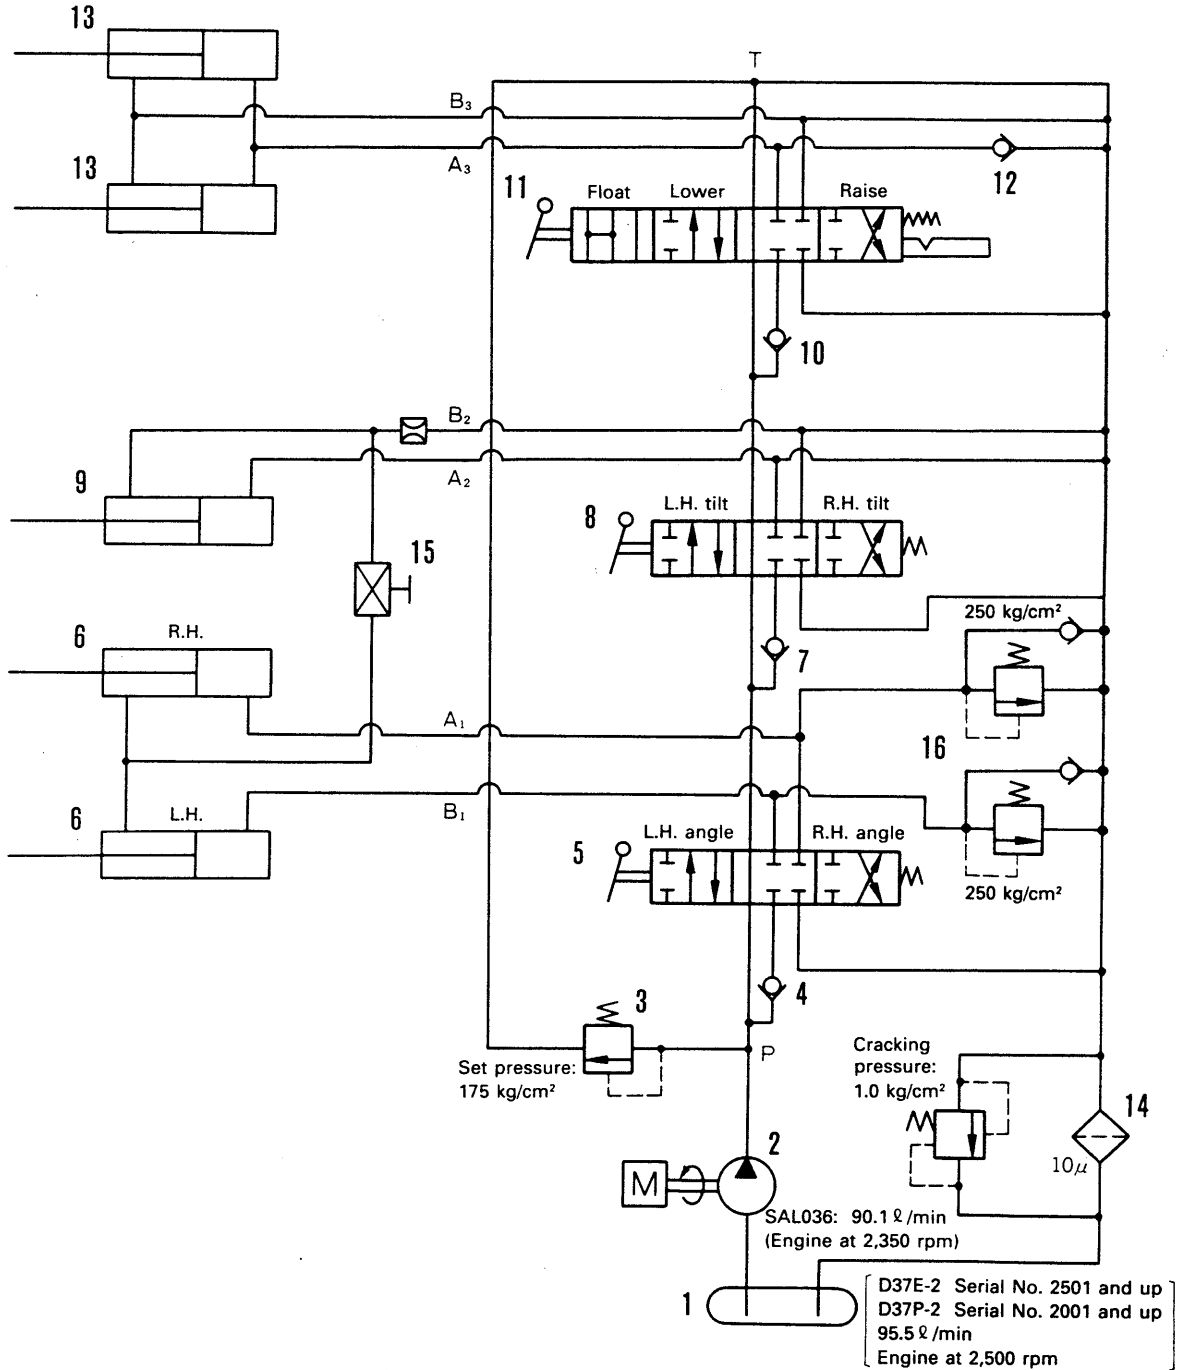 13
T
B₃
A₃
13
12
11
Float Lower Raise
10
B₂
A₂
9
L.H. tilt R.H. tilt
8
15
250 kg/cm²
6
R.H.
7
A₁
16
6
L.H.
B₁
L.H. angle R.H. angle
5
250 kg/cm²
4
3
P
Set pressure:
175 kg/cm²
Cracking
pressure:
1.0 kg/cm²
14
10μ
2
M
SAL036: 90.1 ℓ/min
(Engine at 2,350 rpm)
1
D37E-2 Serial No. 2501 and up
D37P-2 Serial No. 2001 and up
95.5 ℓ/min
Engine at 2,500 rpm